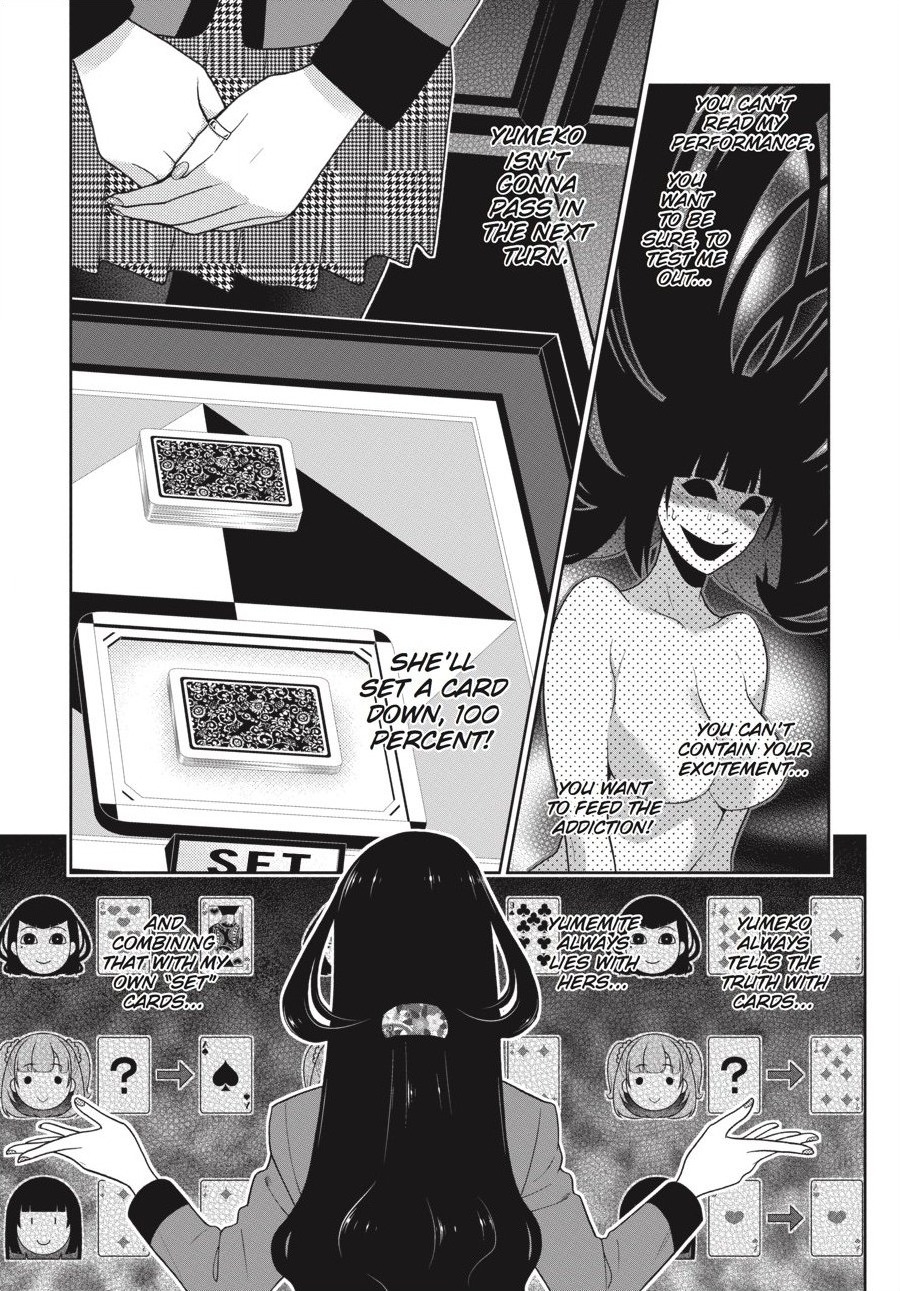 YOU CAN'T
READ MY
PERFORMANCE.
YOU
WANT
TO BE
SURE, TO
TEST ME
OUT...
YUMEKO
ISN'T
GONNA
PASS IN
THE NEXT
TURN.
YOU CAN'T
CONTAIN YOUR
EXCITEMENT...
YOU WANT
TO FEED THE
ADDICTION!
SHE'LL
SET A CARD
DOWN, 100
PERCENT!
SET
YUMEKO
ALWAYS
TELLS THE
TRUTH WITH
CARDS...
YUMEMITE
ALWAYS
LIES WITH
HERS...
AND
COMBINING
THAT WITH MY
OWN "SET"
CARDS...
?
A
A
?